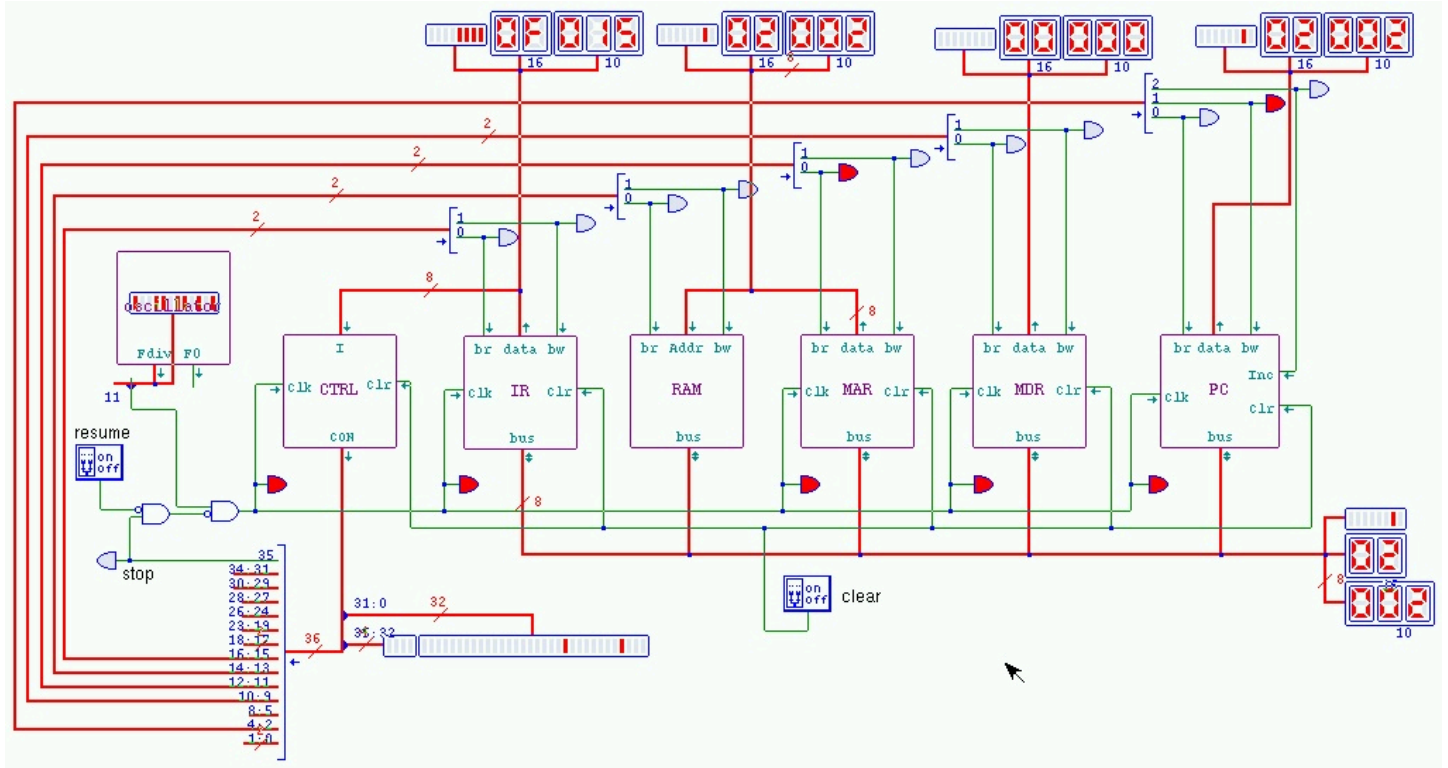 0F 015
02 002
00 000
02 002
16 10
16 8 10
16 10
16 10
2
1
0
2 1
0
2 1
0
2 1
0
2 1
0
8
8
oscillator
Fdiv F0
11
I
clk CTRL Clr
CON
br data bw
clk IR Clr
bus
br Addr bw
RAM
bus
br data bw
clk MAR Clr
bus
br data bw
clk MDR Clr
bus
br data bw
Inc
clk PC
Clr
bus
resume
on
off
8
stop
on
off
clear
02
8
002
10
35
34:31
30:29
28:27
26:24
23:19
18:17
16:15
14:13
12:11
10:9
8:5
4:2
1:0
36
31:0 32
35:32